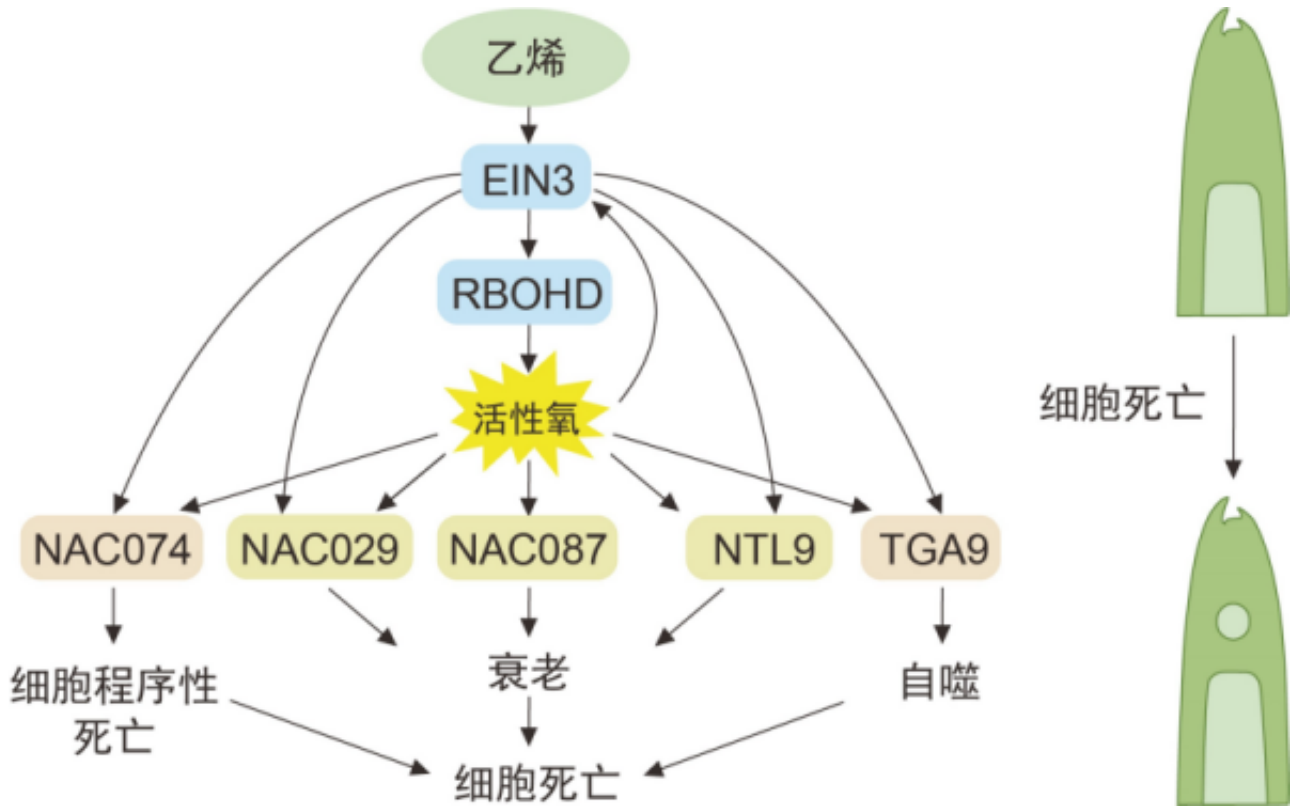 乙烯
EIN3
RBOHD
活性氧
细胞死亡
NAC074
NAC029
NAC087
NTL9
TGA9
细胞程序性
死亡
衰老
自噬
细胞死亡